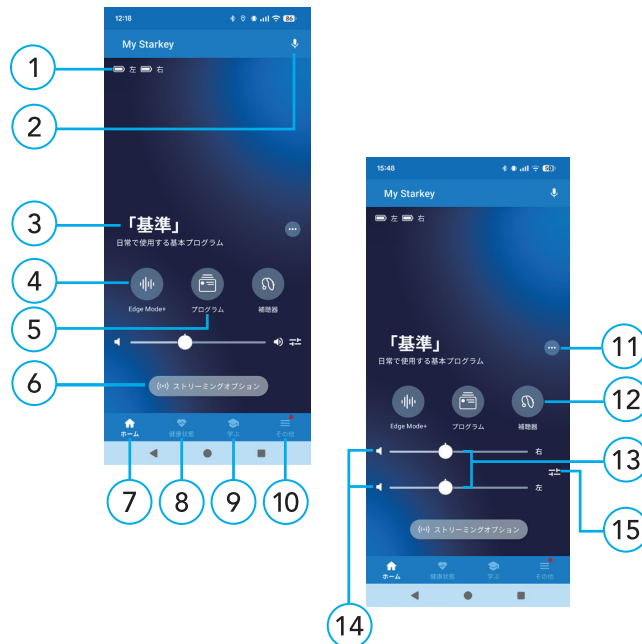 12:18
86
My Starkey
左 右
「基準」
日常で使用する基本プログラム
Edge Mode+
プログラム
補聴器
ストリーミングオプション
ホーム
健康状態
学ぶ
その他
1
2
3
4
5
6
7
8
9
10
15:48
My Starkey
左 右
「基準」
日常で使用する基本プログラム
Edge Mode+
プログラム
補聴器
右
左
ストリーミングオプション
ホーム
健康状態
学ぶ
その他
11
12
13
15
14